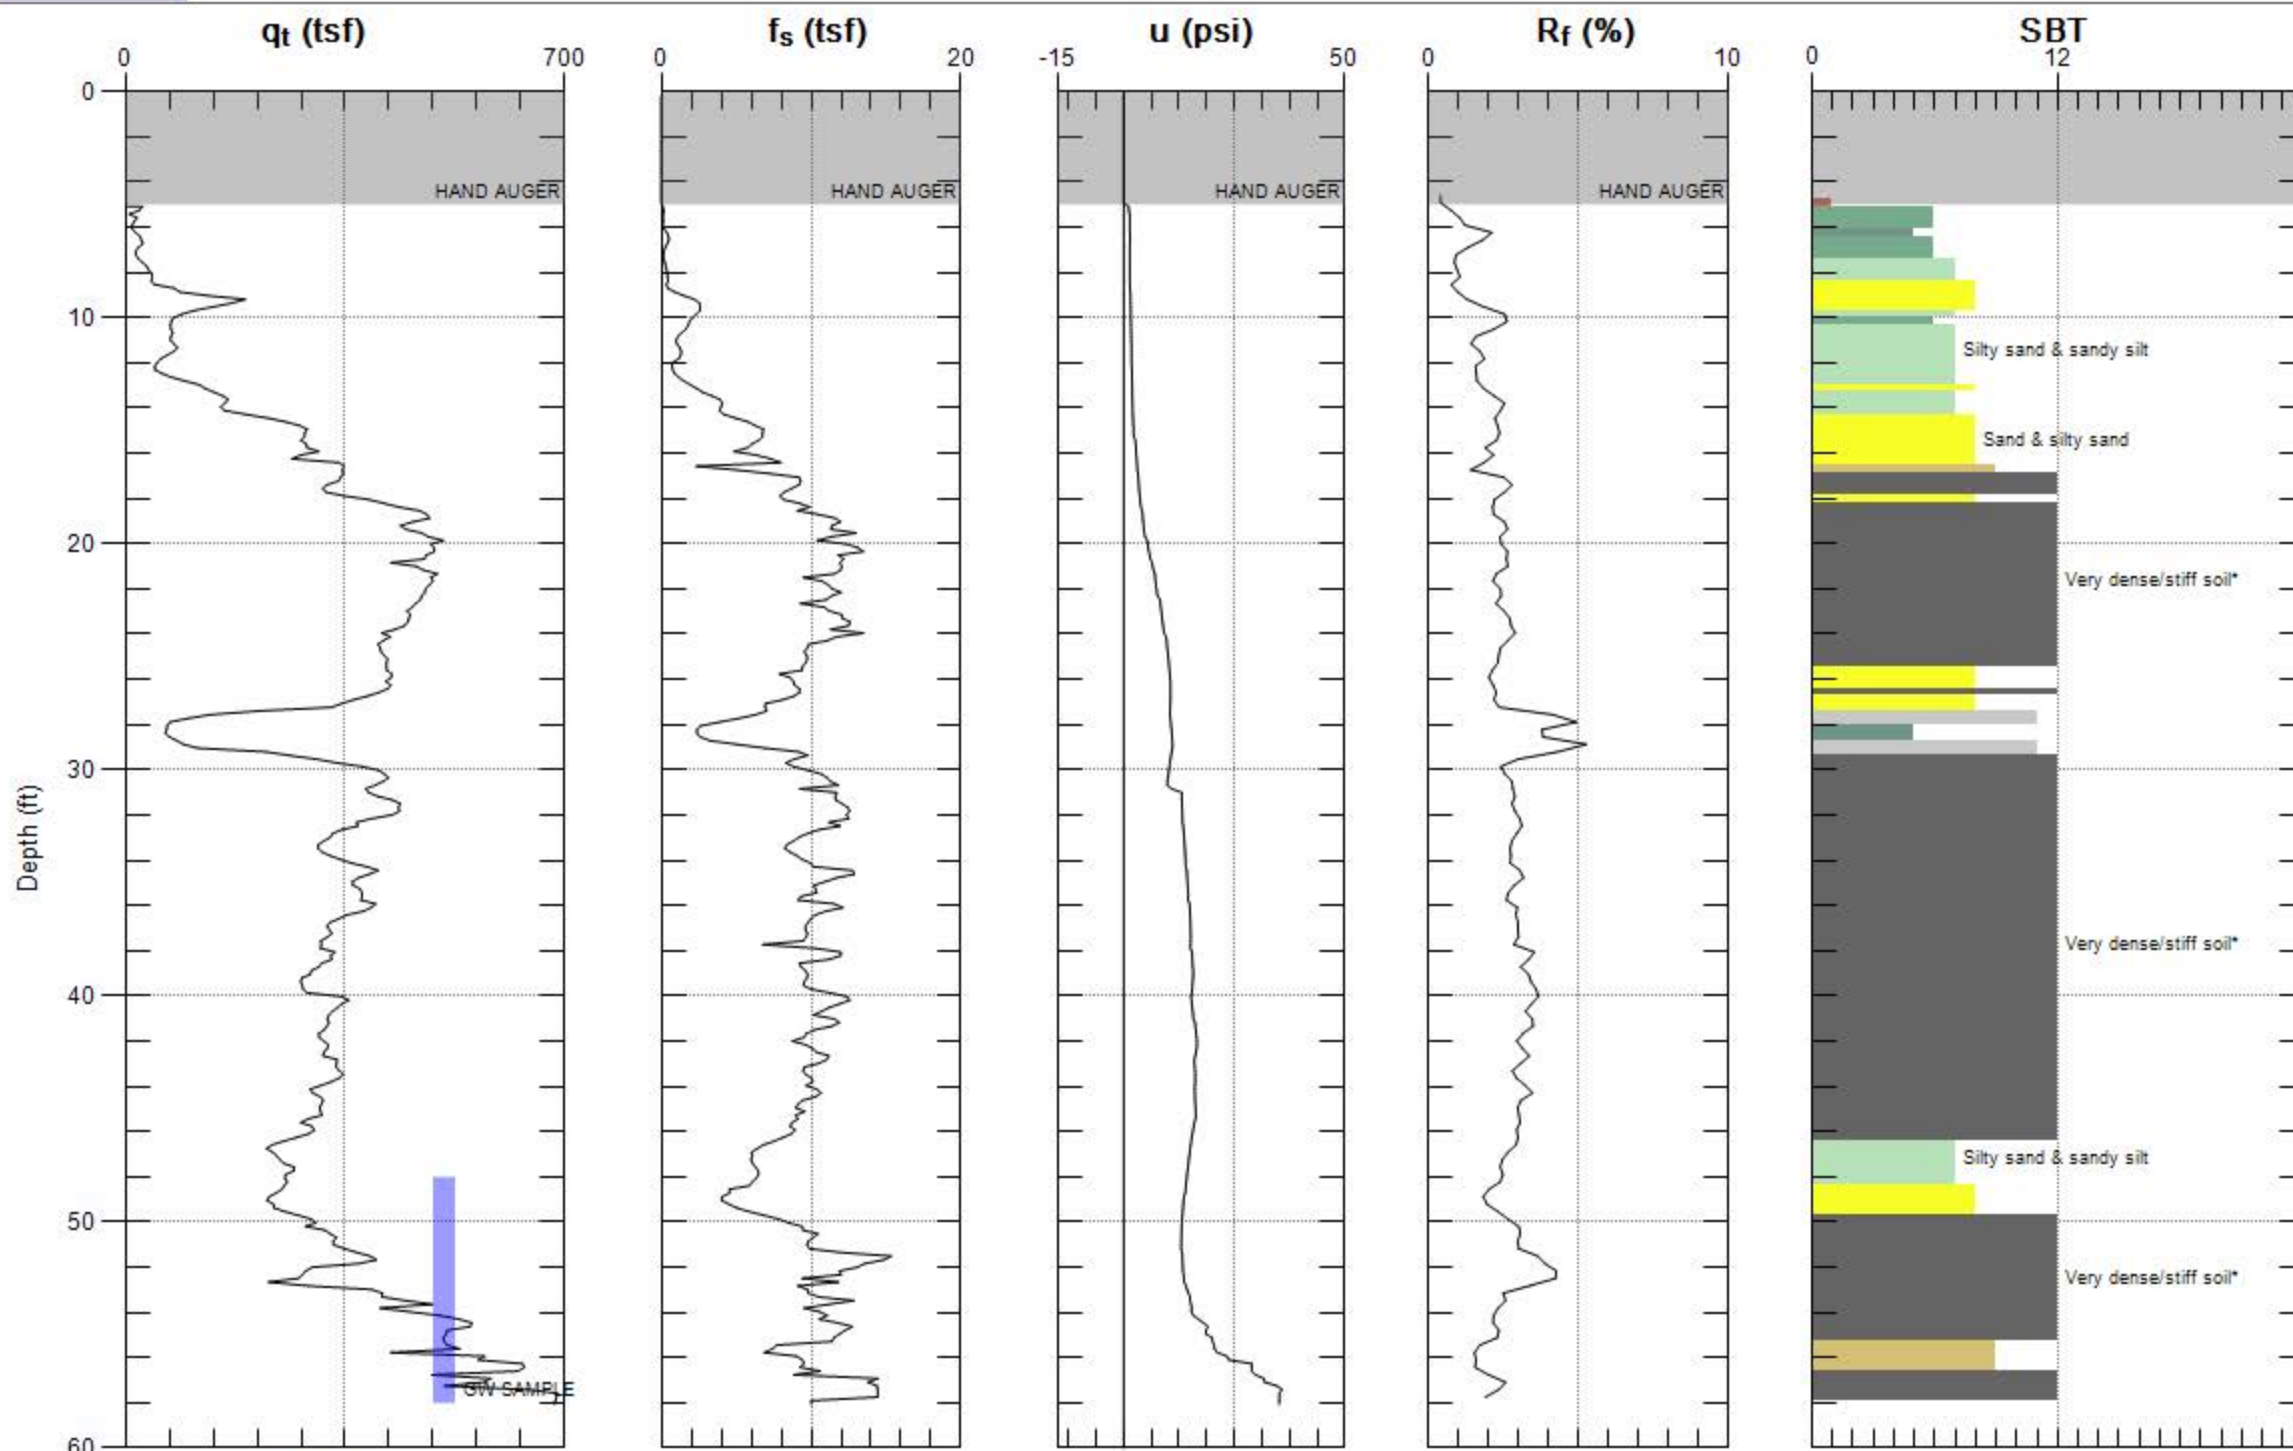 qt (tsf)
fs (tsf)
u (psi)
Rf (%)
SBT
0
700
0
20
-15
50
0
10
0
12
0
HAND AUGER
HAND AUGER
HAND AUGER
HAND AUGER
10
Silty sand & sandy silt
Sand & silty sand
20
Very dense/stiff soil*
30
Depth (ft)
Very dense/stiff soil*
40
Silty sand & sandy silt
50
Very dense/stiff soil*
GW SAMPLE
60